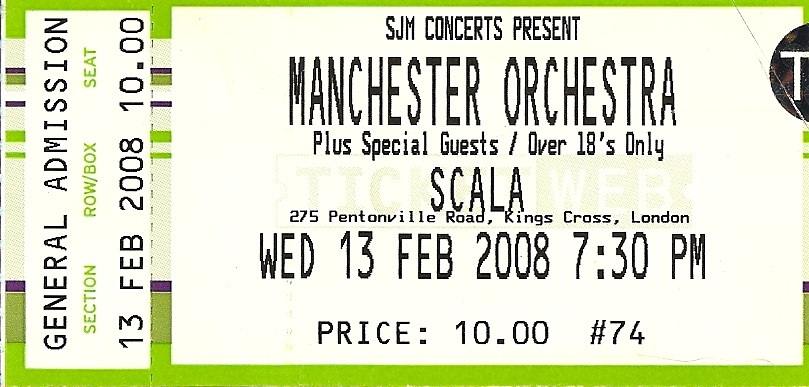 GENERAL ADMISSION
SECTION ROW/BOX SEAT
13 FEB 2008 10.00
SJM CONCERTS PRESENT
MANCHESTER ORCHESTRA
Plus Special Guests / Over 18's Only
TICKETWEB
SCALA
275 Pentonville Road, Kings Cross, London
WED 13 FEB 2008 7:30 PM
PRICE: 10.00 #74
T